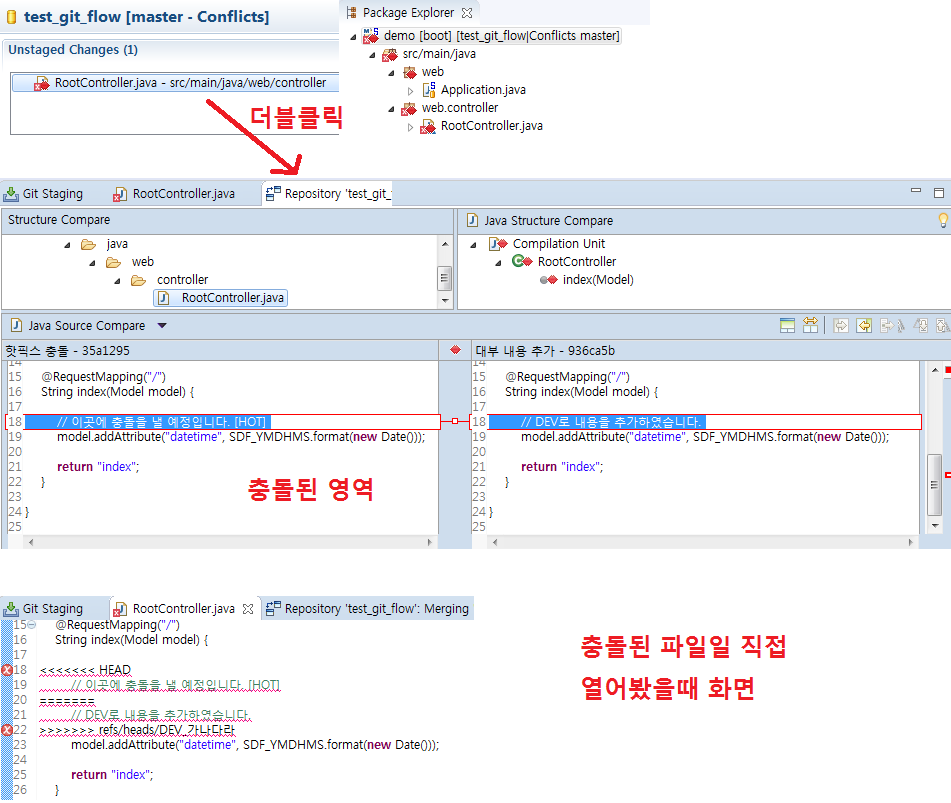 test_git_flow [master - Conflicts]
Unstaged Changes (1)
RootController.java - src/main/java/web/controller
더블클릭
Package Explorer
demo [boot] [test_git_flow|Conflicts master]
src/main/java
web
Application.java
web.controller
RootController.java
Git Staging
RootController.java
Repository 'test_git_
Structure Compare
java
web
controller
RootController.java
Java Structure Compare
Compilation Unit
RootController
index(Model)
Java Source Compare
핫픽스 충돌 - 35a1295
14
15 @RequestMapping("/")
16 String index(Model model) {
17
18 // 이곳에 충돌을 낼 예정입니다. [HOT]
19 model.addAttribute("datetime", SDF_YMDHMS.format(new Date()));
20
21 return "index";
22 }
23
24 }
25
충돌된 영역
대부 내용 추가 - 936ca5b
14
15 @RequestMapping("/")
16 String index(Model model) {
17
18 // DEV로 내용을 추가하였습니다.
19 model.addAttribute("datetime", SDF_YMDHMS.format(new Date()));
20
21 return "index";
22 }
23
24 }
25
Git Staging
RootController.java
Repository 'test_git_flow': Merging
15 @RequestMapping("/")
16 String index(Model model) {
17
18 <<<<<<< HEAD
19 // 이곳에 충돌을 낼 예정입니다. [HOT]
20 =======
21 // DEV로 내용을 추가하였습니다.
22 >>>>>>> refs/heads/DEV_가나다라
23 model.addAttribute("datetime", SDF_YMDHMS.format(new Date()));
24
25 return "index";
26 }
충돌된 파일일 직접
열어봤을때 화면